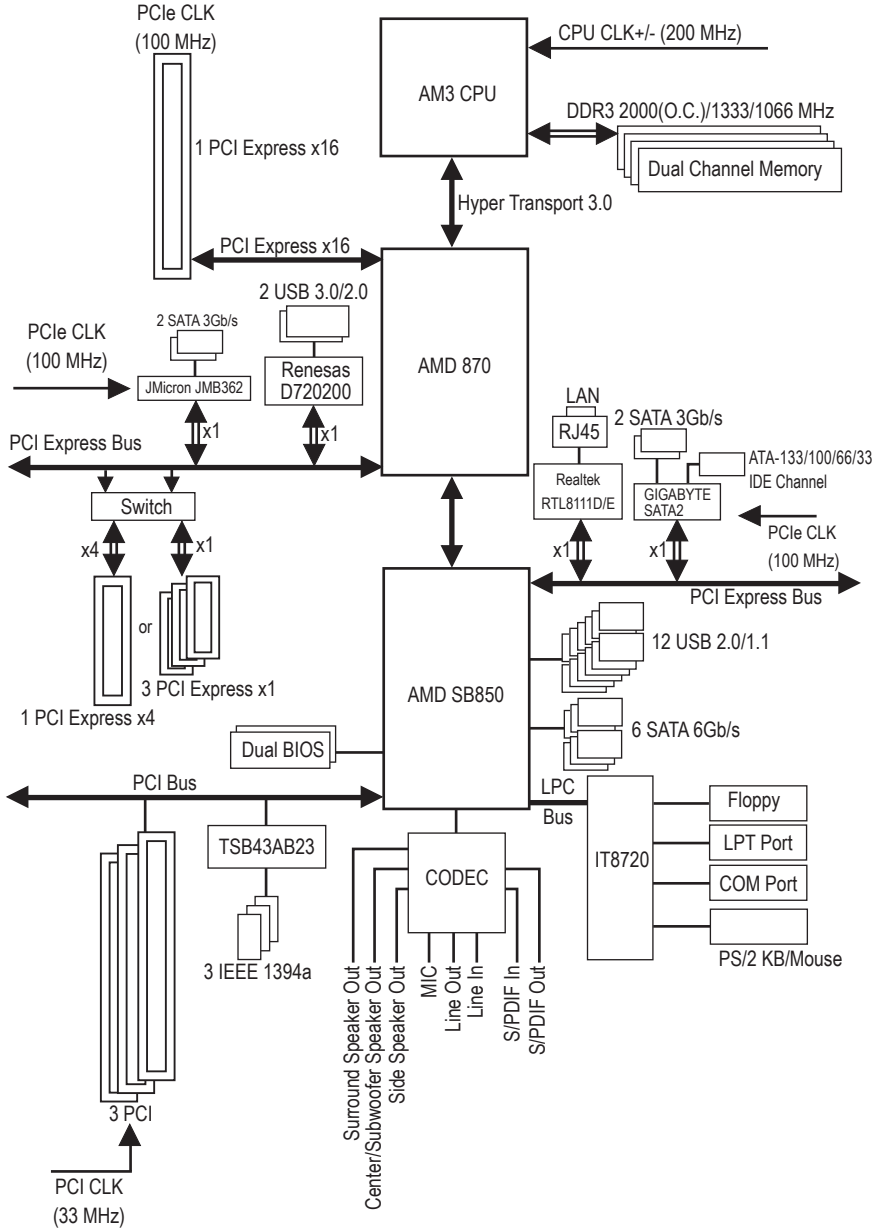 PCIe CLK
(100 MHz)
1 PCI Express x16
AM3 CPU
CPU CLK+/- (200 MHz)
DDR3 2000(O.C.)/1333/1066 MHz
Dual Channel Memory
Hyper Transport 3.0
PCI Express x16
AMD 870
2 USB 3.0/2.0
Renesas
D720200
x1
2 SATA 3Gb/s
JMicron JMB362
x1
PCIe CLK
(100 MHz)
PCI Express Bus
Switch
x4
x1
1 PCI Express x4
or
3 PCI Express x1
LAN
RJ45
Realtek
RTL8111D/E
x1
2 SATA 3Gb/s
ATA-133/100/66/33
IDE Channel
GIGABYTE
SATA2
x1
PCIe CLK
(100 MHz)
PCI Express Bus
AMD SB850
12 USB 2.0/1.1
6 SATA 6Gb/s
Dual BIOS
PCI Bus
LPC
Bus
IT8720
Floppy
LPT Port
COM Port
PS/2 KB/Mouse
TSB43AB23
3 IEEE 1394a
CODEC
Surround Speaker Out
Center/Subwoofer Speaker Out
Side Speaker Out
MIC
Line Out
Line In
S/PDIF In
S/PDIF Out
3 PCI
PCI CLK
(33 MHz)